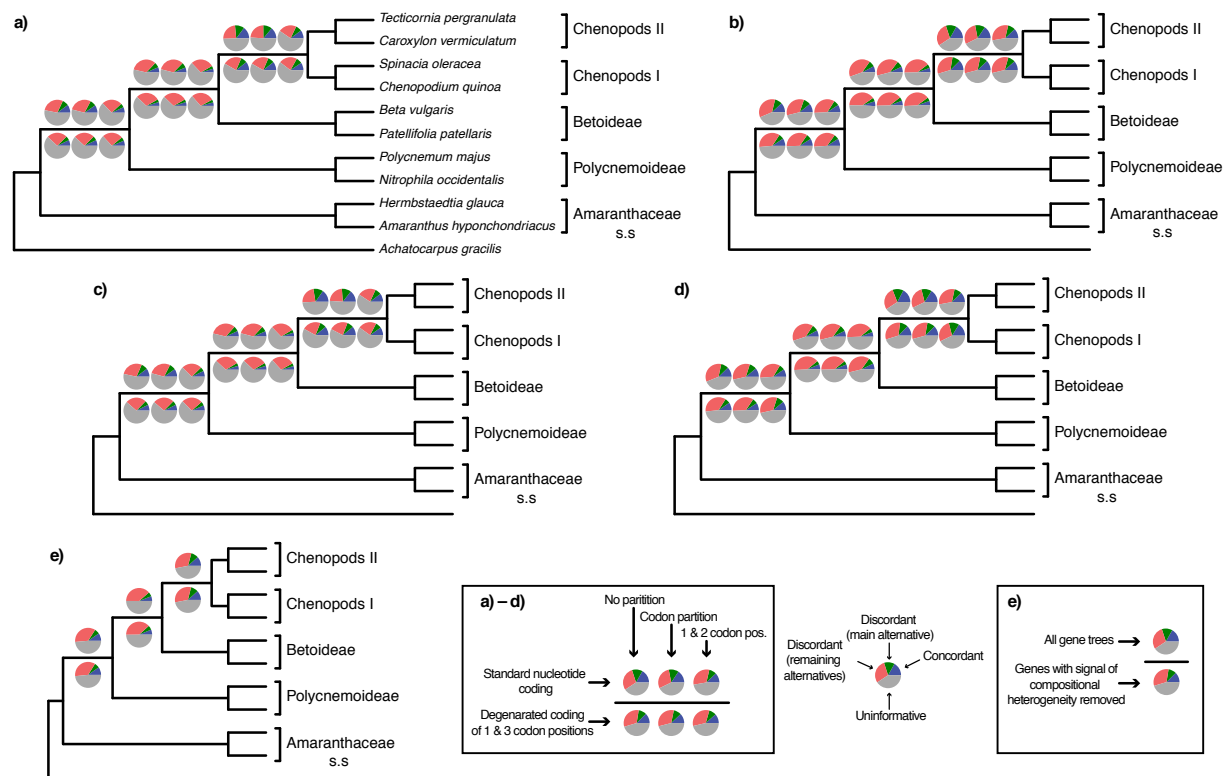 a)
Tecticornia pergranulata
Caroxylon vermiculatum
Chenopods II
Spinacia oleracea
Chenopodium quinoa
Chenopods I
Beta vulgaris
Patellifolia patellaris
Betoideae
Polycnemum majus
Nitrophila occidentalis
Polycnemoideae
Hermbstaedtia glauca
Amaranthus hyponchondriacus
Amaranthaceae
s.s
Achatocarpus gracilis
b)
Chenopods II
Chenopods I
Betoideae
Polycnemoideae
Amaranthaceae
s.s
c)
Chenopods II
Chenopods I
Betoideae
Polycnemoideae
Amaranthaceae
s.s
d)
Chenopods II
Chenopods I
Betoideae
Polycnemoideae
Amaranthaceae
s.s
e)
Chenopods II
Chenopods I
Betoideae
Polycnemoideae
Amaranthaceae
s.s
a) – d)
No paritition
Codon partition
1 & 2 codon pos.
Standard nucleotide
coding
Degenarated coding
of 1 & 3 codon positions
Discordant
(main alternative)
Discordant
(remaining
alternatives)
Concordant
Uninformative
e)
All gene trees
Genes with signal of
compositional
heterogeneity removed